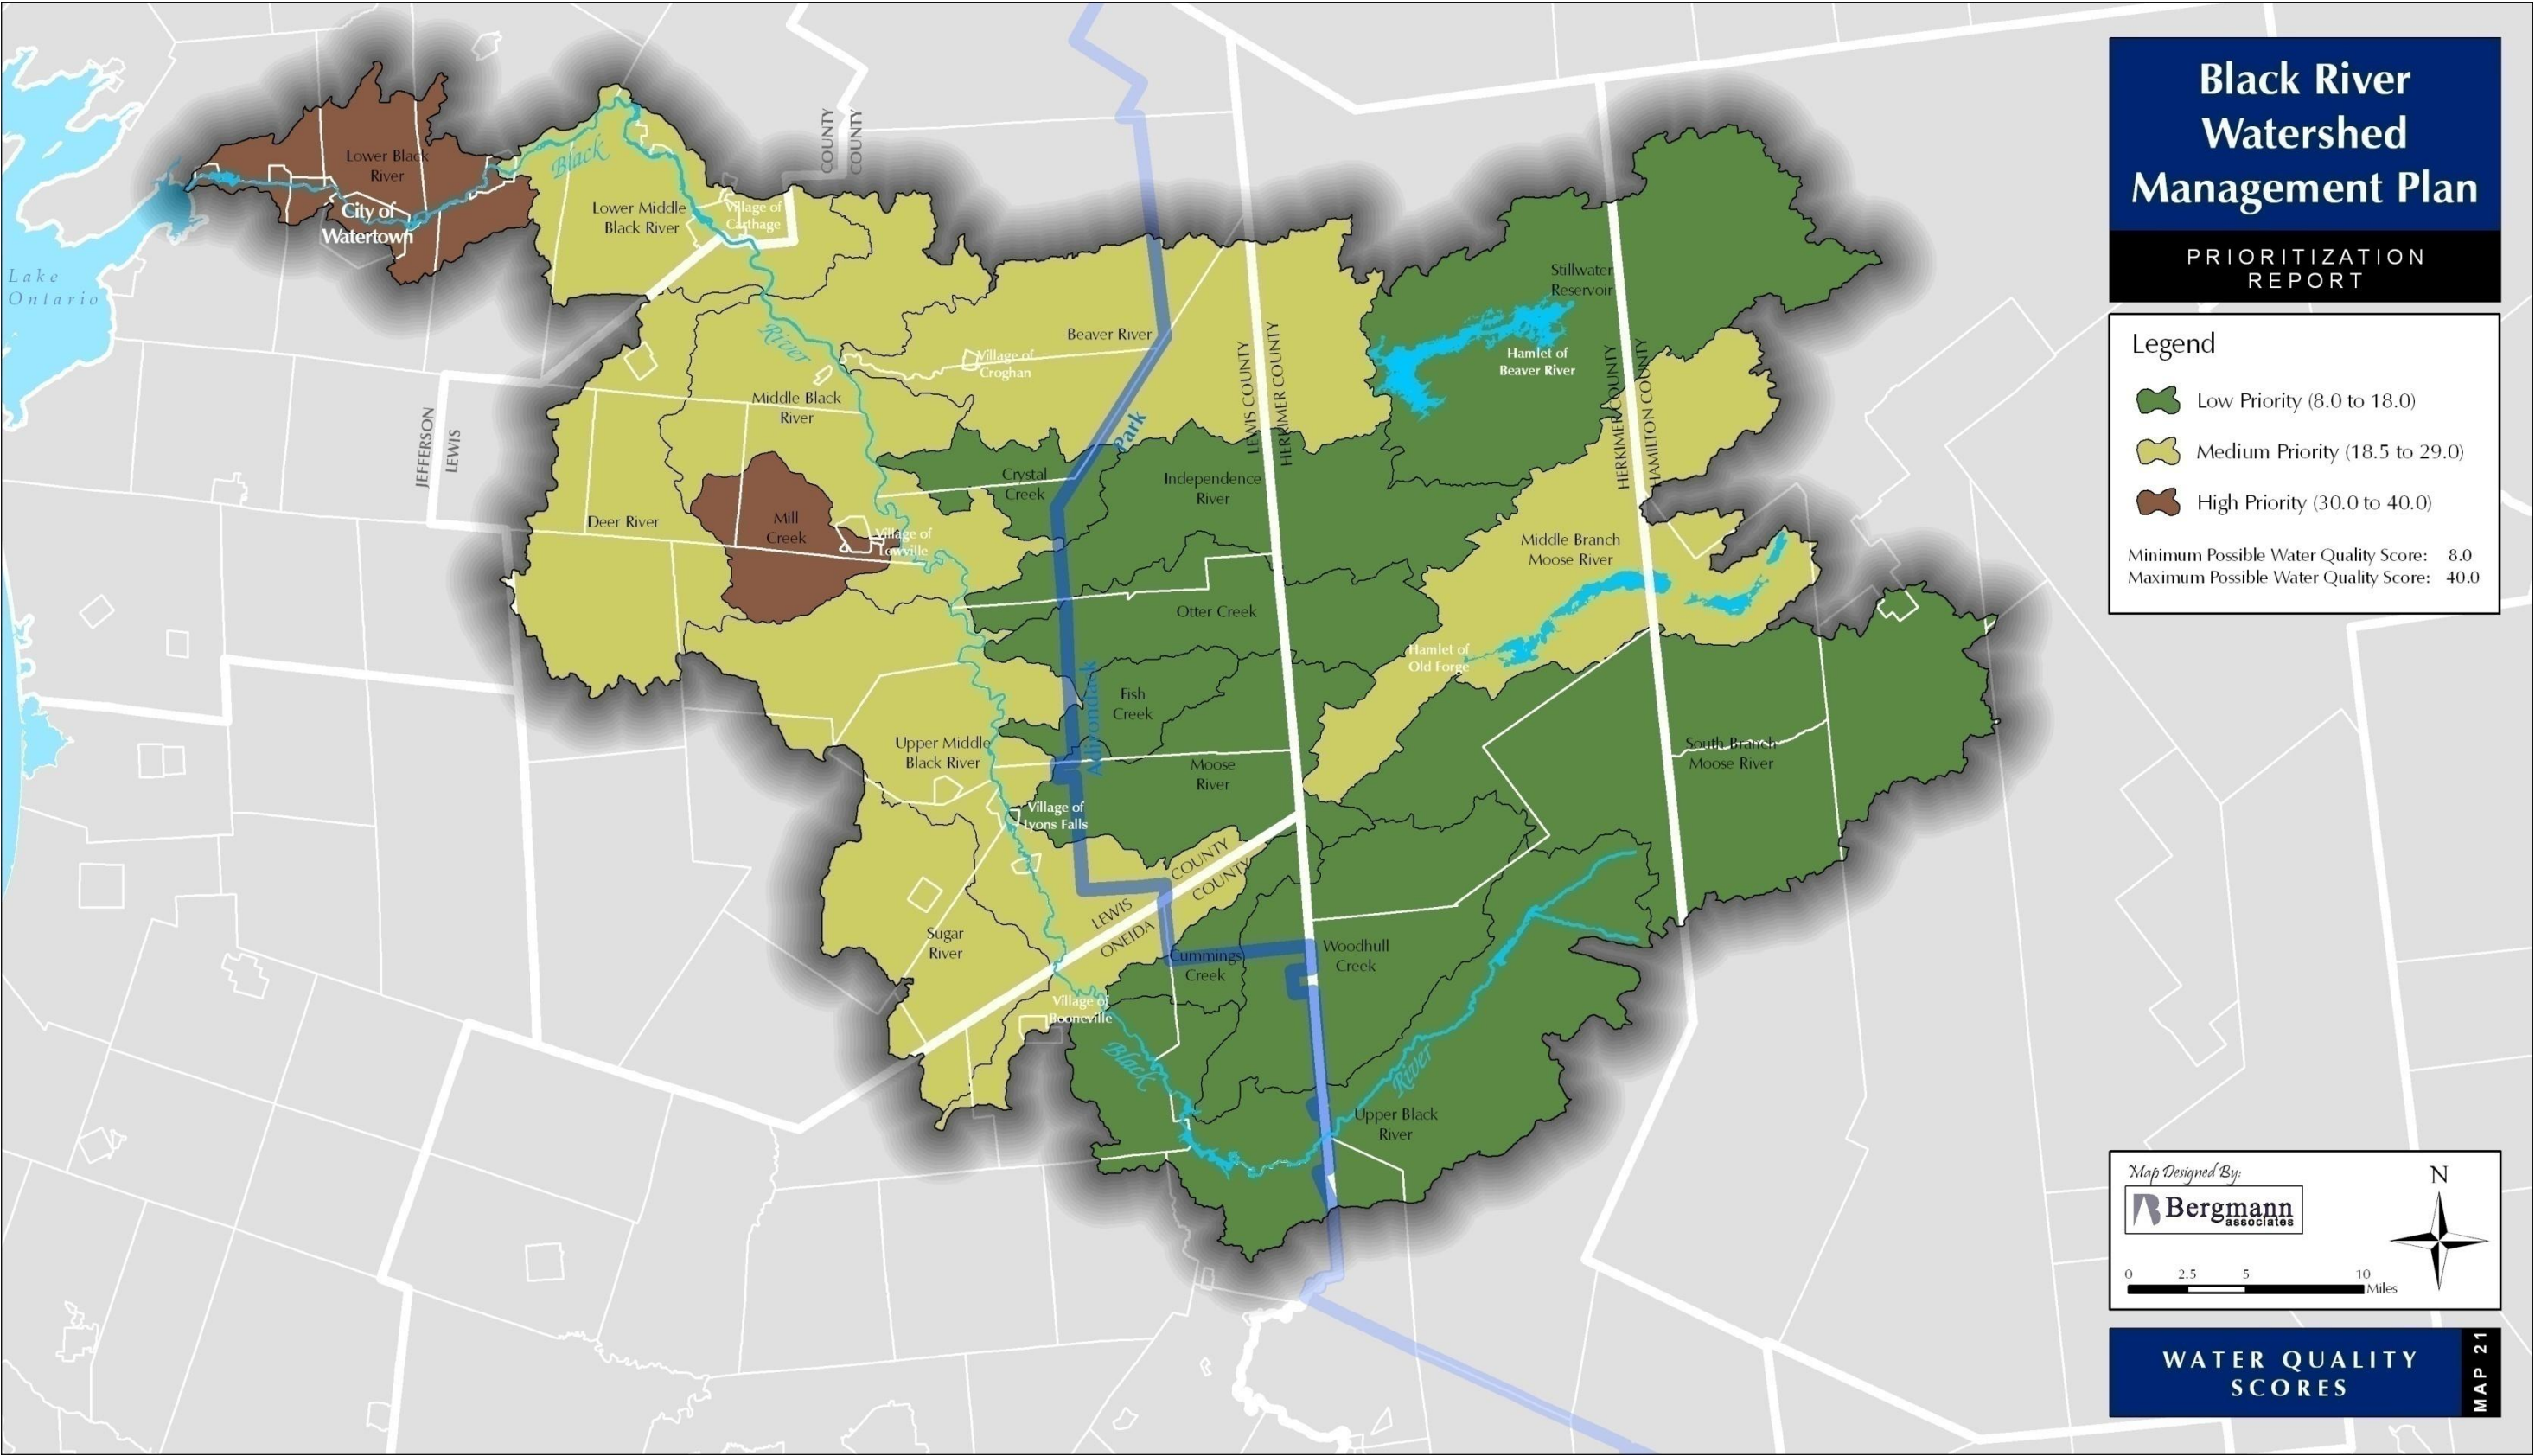 Black River
Watershed
Management Plan
PRIORITIZATION
REPORT
Legend
Low Priority (8.0 to 18.0)
Medium Priority (18.5 to 29.0)
High Priority (30.0 to 40.0)
Minimum Possible Water Quality Score: 8.0
Maximum Possible Water Quality Score: 40.0
Lake
Ontario
Lower Black
River
City of
Watertown
Black
Lower Middle
Black River
Village of
Carthage
COUNTY
COUNTY
River
Beaver River
Village of
Croghan
Middle Black
River
Stillwater
Reservoir
Hamlet of
Beaver River
LEWIS COUNTY
HERKIMER COUNTY
HERKIMER COUNTY
HAMILTON COUNTY
JEFFERSON
LEWIS
Park
Crystal
Creek
Independence
River
Deer River
Mill
Creek
Village of
Lowville
Middle Branch
Moose River
Otter Creek
Hamlet of
Old Forge
Adirondack
Fish
Creek
Upper Middle
Black River
Moose
River
South Branch
Moose River
Village of
Lyons Falls
COUNTY
COUNTY
LEWIS
ONEIDA
Sugar
River
Cummings
Creek
Woodhull
Creek
Village of
Booneville
Black
River
Upper Black
River
Map Designed By:
Bergmann
associates
N
0 2.5 5 10
Miles
WATER QUALITY
SCORES
MAP 21